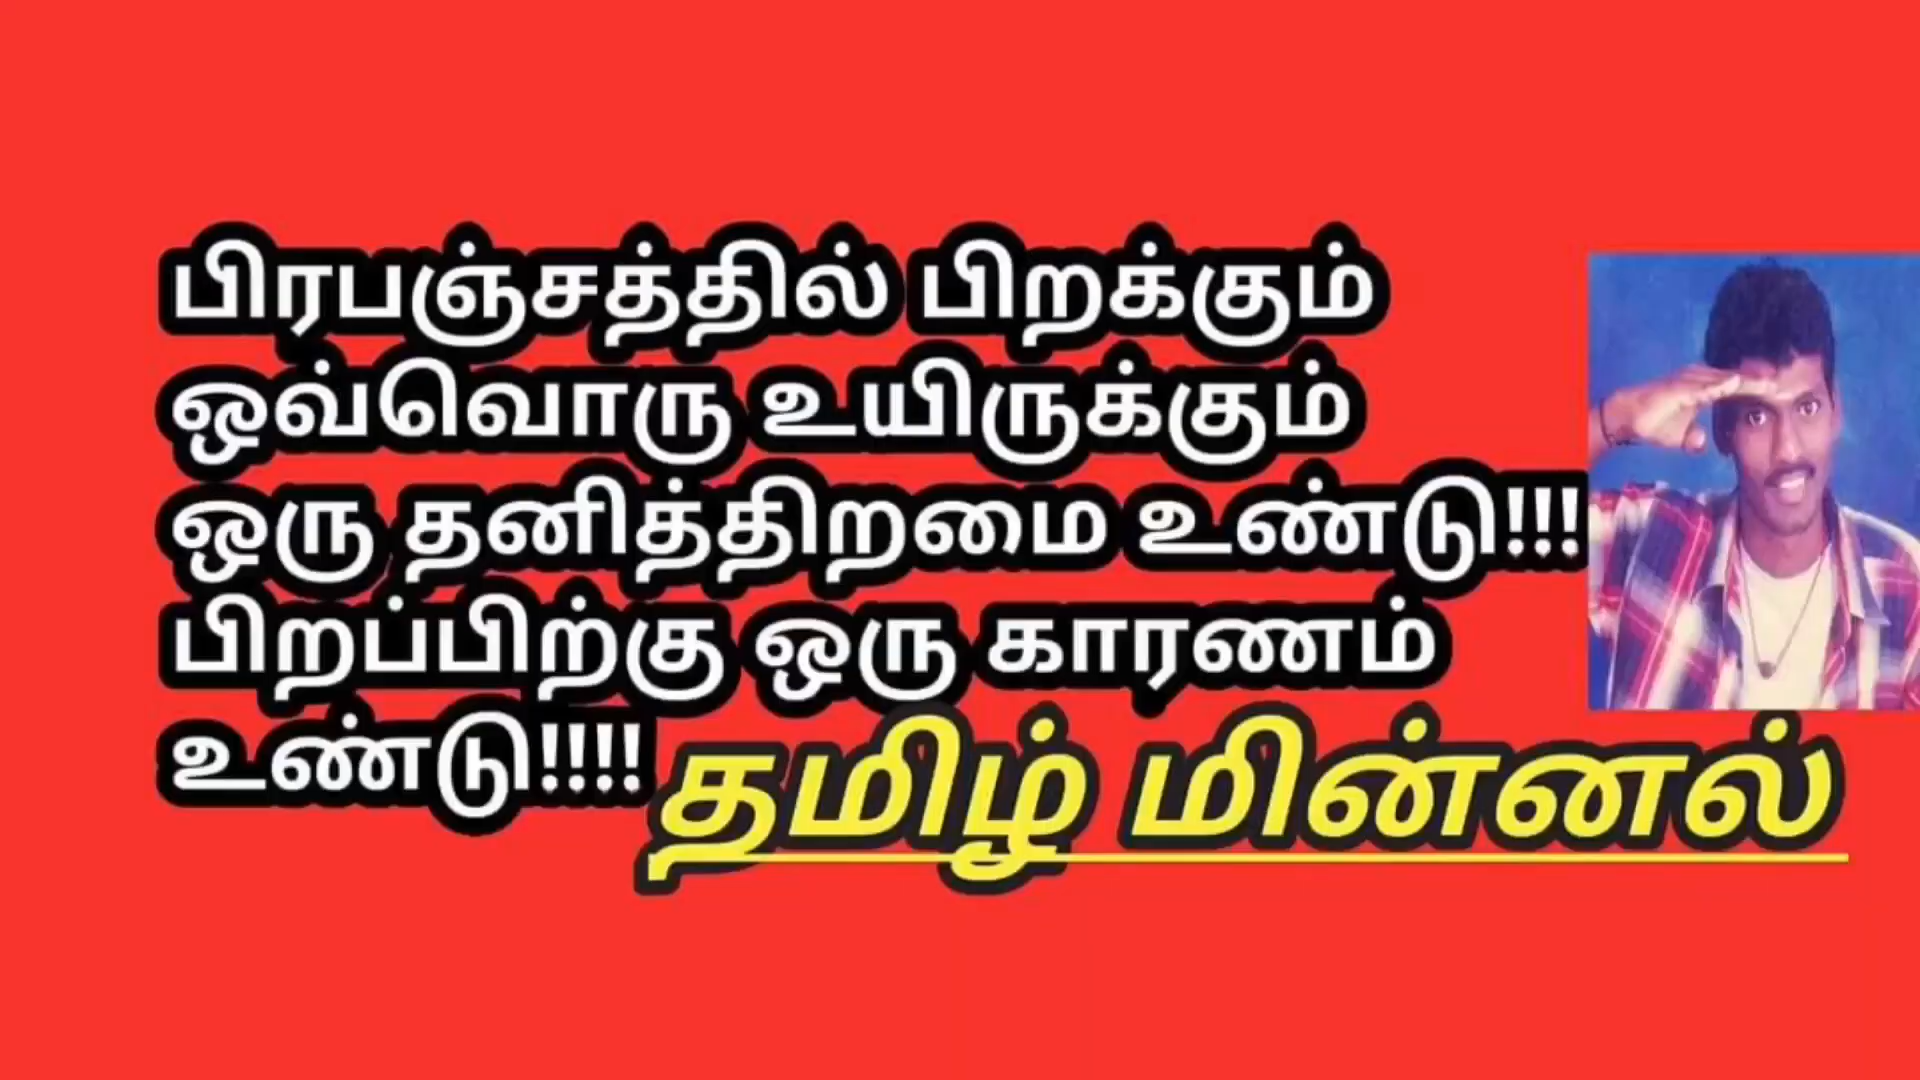 பிரபஞ்சத்தில் பிறக்கும்
ஒவ்வொரு உயிருக்கும்
ஒரு தனித்திறமை உண்டு!!!
பிறப்பிற்கு ஒரு காரணம்
உண்டு!!!!
தமிழ் மின்னல்